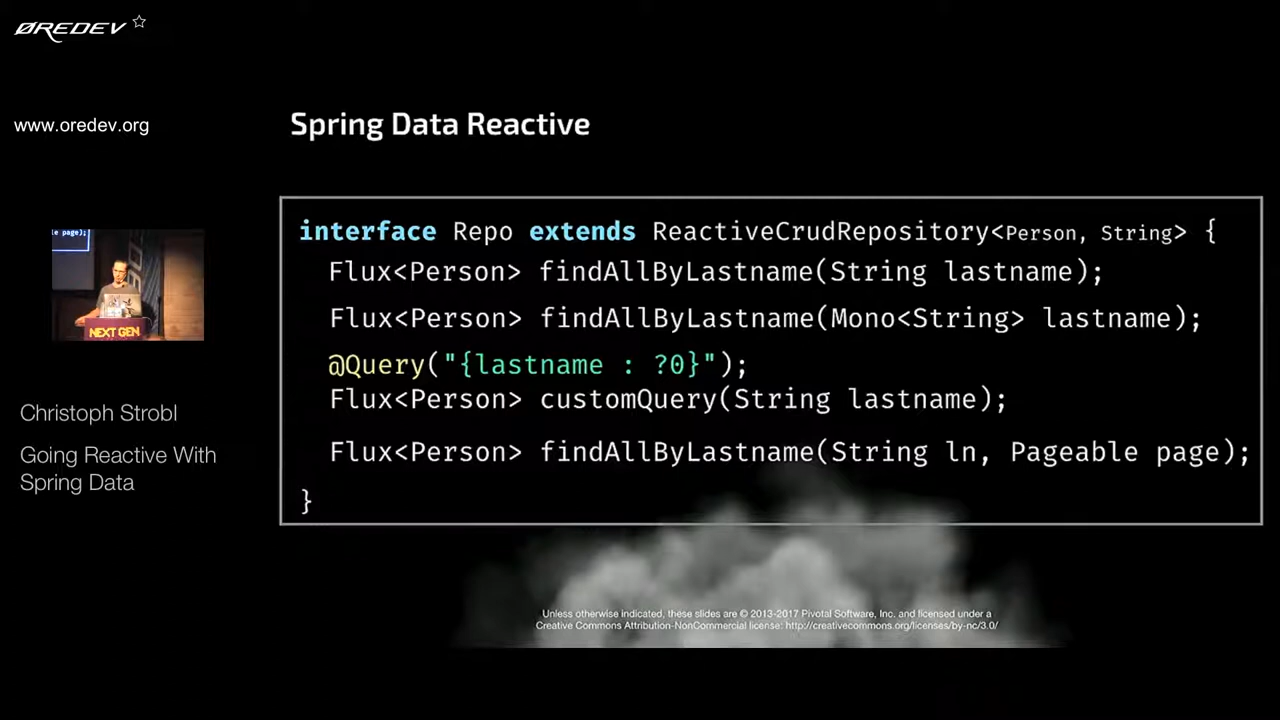 ØREDEV
www.oredev.org
Spring Data Reactive
interface Repo extends ReactiveCrudRepository<Person, String> {
Flux<Person> findAllByLastname(String lastname);
Flux<Person> findAllByLastname(Mono<String> lastname);
@Query("{lastname : ?0}");
Flux<Person> customQuery(String lastname);
Flux<Person> findAllByLastname(String ln, Pageable page);
}
le page);
NEXT GEN
Christoph Strobl
Going Reactive With
Spring Data
Unless otherwise indicated, these slides are © 2013-2017 Pivotal Software, Inc. and licensed under a
Creative Commons Attribution-NonCommercial license: http://creativecommons.org/licenses/by-nc/3.0/